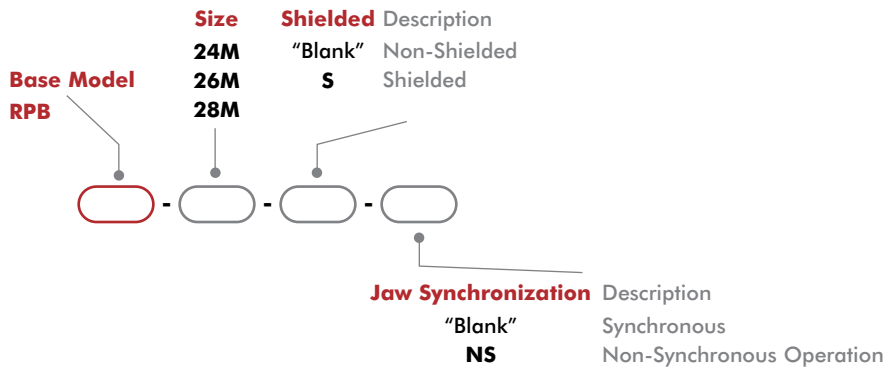 Size Shielded Description
24M “Blank” Non-Shielded
26M S Shielded
28M
Base Model
RPB
- - -
Jaw Synchronization Description
“Blank” Synchronous
NS Non-Synchronous Operation